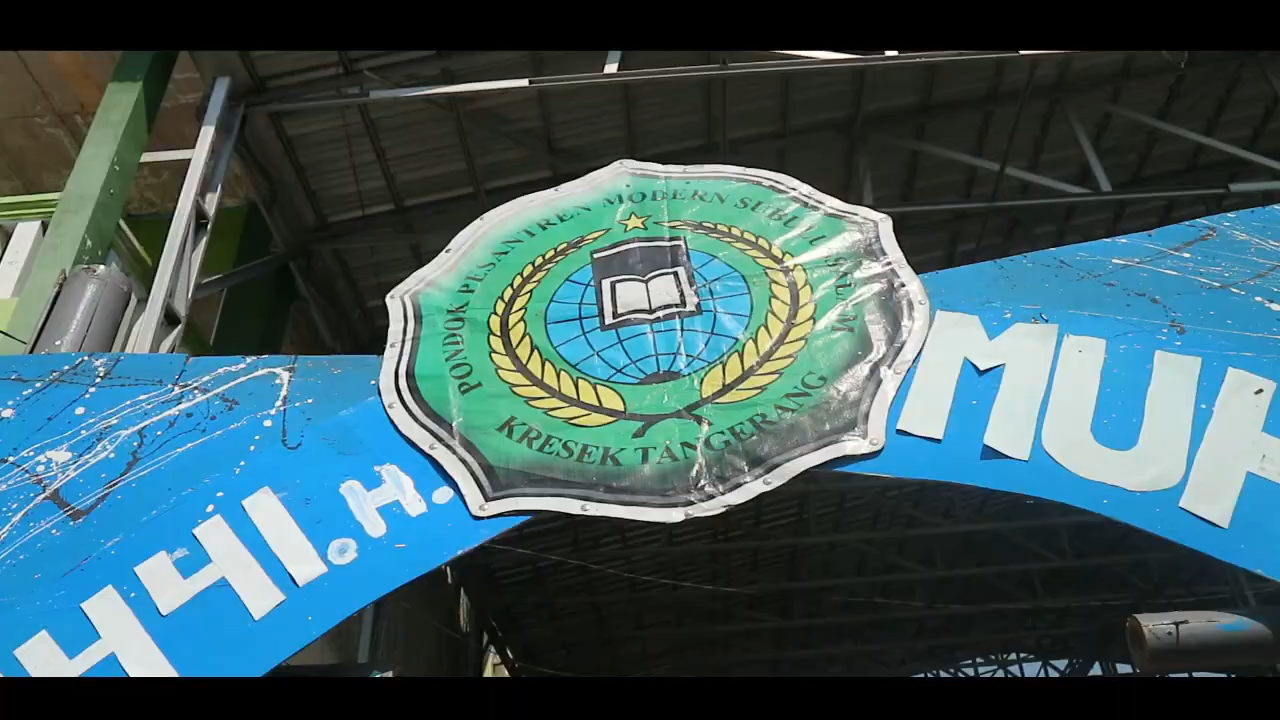 PONDOK PESANTREN MODERN SUBULUSSALAM
KRESEK TANGERANG
441.H.
MUH